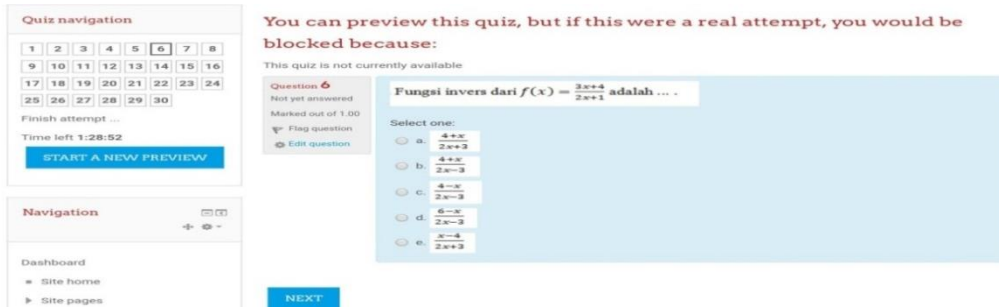 Quiz navigation
1 2 3 4 5 6 7 8
9 10 11 12 13 14 15 16
17 18 19 20 21 22 23 24
25 26 27 28 29 30
Finish attempt ...
Time left 1:28:52
START A NEW PREVIEW
Navigation
Dashboard
Site home
Site pages
You can preview this quiz, but if this were a real attempt, you would be
blocked because:
This quiz is not currently available
Question 6
Not yet answered
Marked out of 1.00
Flag question
Edit question
Fungsi invers dari f(x) = (3x+4)/(2x+1) adalah ... .
Select one:
a. (4+x)/(2x+3)
b. (4+x)/(2x−3)
c. (4−x)/(2x−3)
d. (6−x)/(2x−3)
e. (x−4)/(2x+3)
NEXT